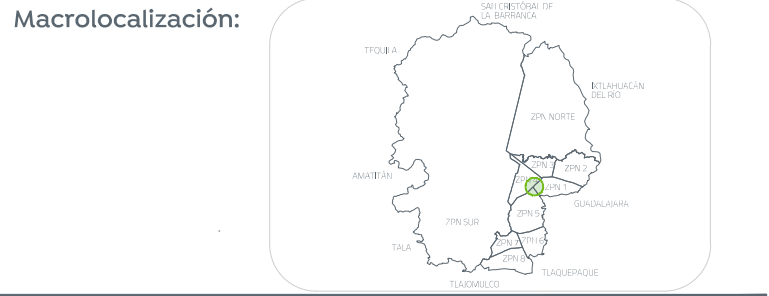 Macrolocalización:
SAN CRISTÓBAL DE
LA BARRANCA
TEQUILA
IXTLAHUACÁN
DEL RÍO
ZPN NORTE
ZPN 3
ZPN 2
AMATITÁN
ZPN 1
GUADALAJARA
ZPN 5
ZPN SUR
ZPN 7
ZPN 6
TALA
ZPN 8
TLAQUEPAQUE
TLAJOMULCO